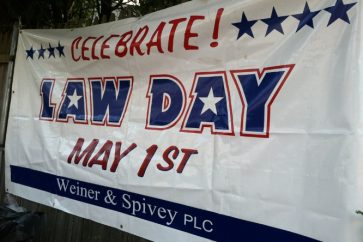 CELEBRATE!
LAW DAY
MAY 1ST
Weiner & Spivey PLC